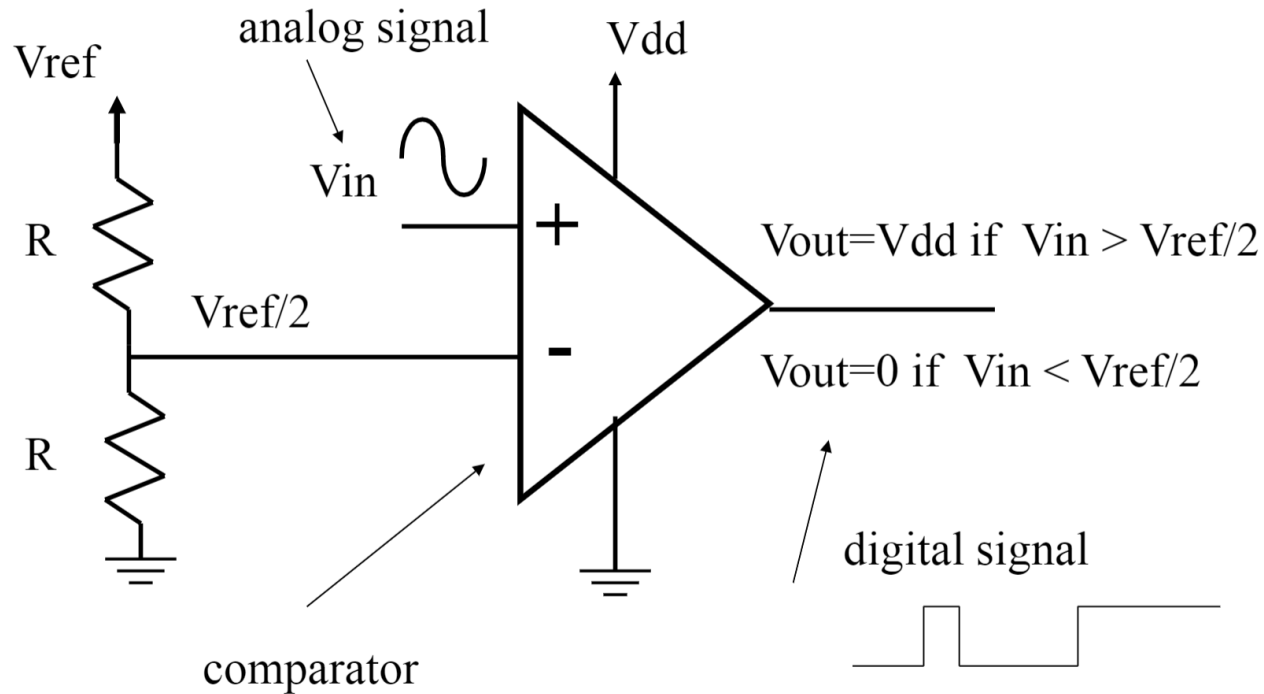 analog signal
Vdd
Vref
Vin
R
+
Vout=Vdd if Vin > Vref/2
Vref/2
-
Vout=0 if Vin < Vref/2
R
digital signal
comparator